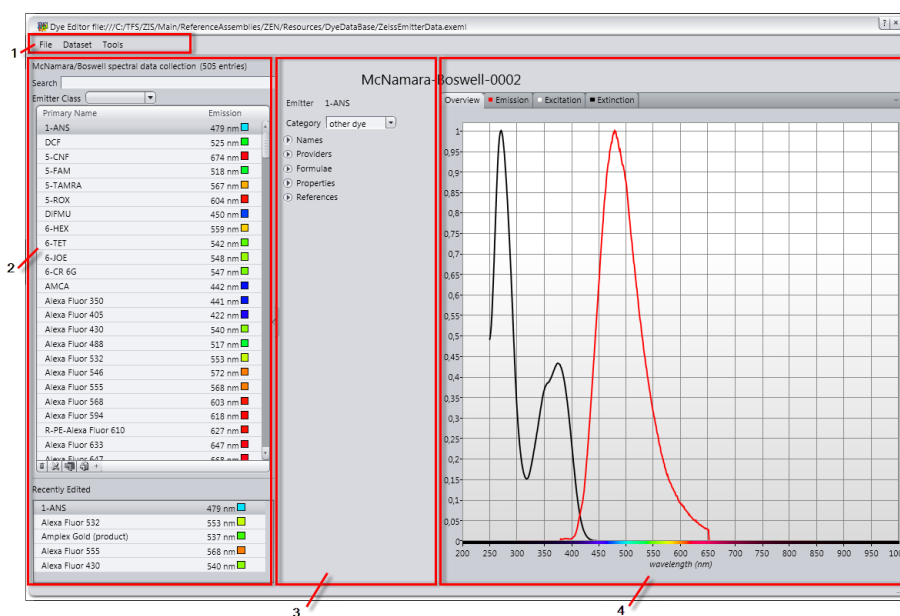 Dye Editor file:///C:/TFS/ZIS/Main/ReferenceAssemblies/ZEN/Resources/DyeDataBase/ZeissEmitterData.exeml
? ×
1
File Dataset Tools
McNamara/Boswell spectral data collection (505 entries)
Search
Emitter Class
Primary Name Emission
1-ANS 479 nm
DCF 525 nm
5-CNF 674 nm
5-FAM 518 nm
5-TAMRA 567 nm
5-ROX 604 nm
DIFMU 450 nm
6-HEX 559 nm
6-TET 542 nm
6-JOE 548 nm
6-CR 6G 547 nm
AMCA 442 nm
Alexa Fluor 350 441 nm
Alexa Fluor 405 422 nm
Alexa Fluor 430 540 nm
Alexa Fluor 488 517 nm
Alexa Fluor 532 553 nm
Alexa Fluor 546 572 nm
Alexa Fluor 555 568 nm
Alexa Fluor 568 603 nm
Alexa Fluor 594 618 nm
R-PE-Alexa Fluor 610 627 nm
Alexa Fluor 633 647 nm
Alexa Fluor 647 668 nm
2
Recently Edited
1-ANS 479 nm
Alexa Fluor 532 553 nm
Amplex Gold (product) 537 nm
Alexa Fluor 555 568 nm
Alexa Fluor 430 540 nm
McNamara-Boswell-0002
Emitter 1-ANS
Category other dye
Names
Providers
Formulae
Properties
References
3
Overview Emission Excitation Extinction
1
0,95
0,9
0,85
0,8
0,75
0,7
0,65
0,6
0,55
0,5
0,45
0,4
0,35
0,3
0,25
0,2
0,15
0,1
0,05
0
200 250 300 350 400 450 500 550 600 650 700 750 800 850 900 950
wavelength (nm)
4